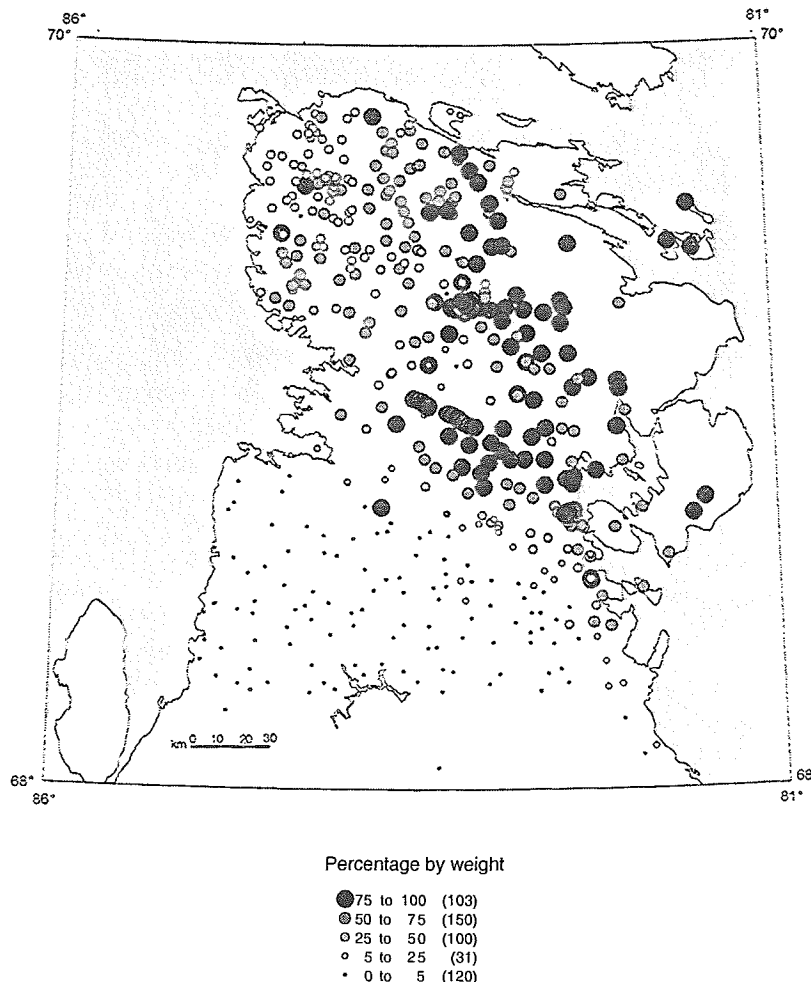 86° 81°
70° 70°
km 0 10 20 30
68° 68
86° 81°
Percentage by weight
75 to 100 (103)
50 to 75 (150)
25 to 50 (100)
5 to 25 (31)
0 to 5 (120)